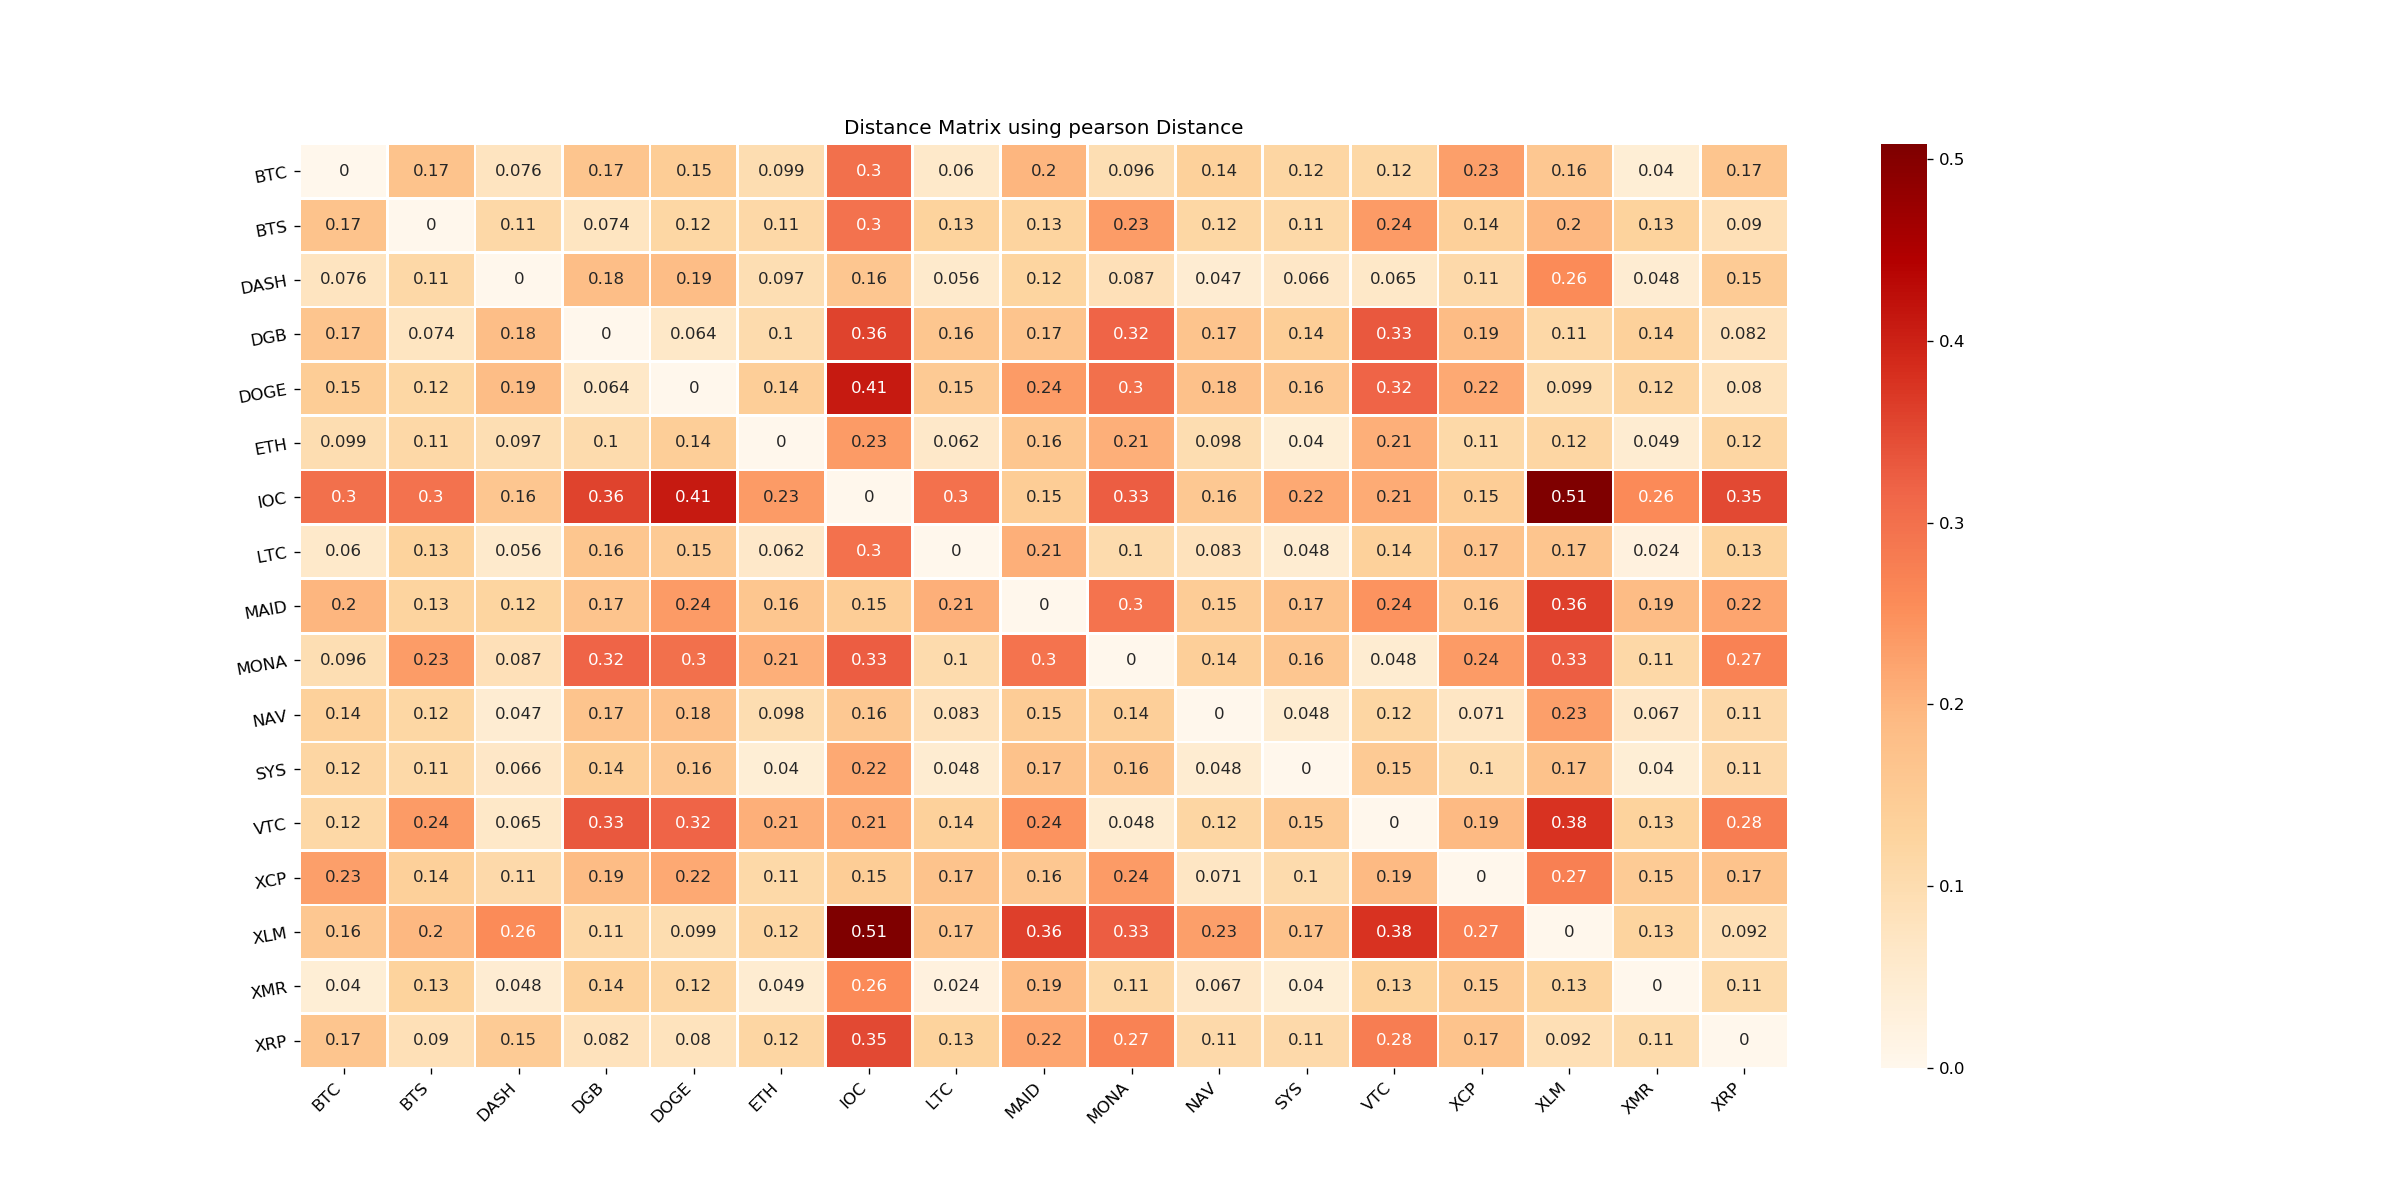 Distance Matrix using pearson Distance
BTC 0 0.17 0.076 0.17 0.15 0.099 0.3 0.06 0.2 0.096 0.14 0.12 0.12 0.23 0.16 0.04 0.17
BTS 0.17 0 0.11 0.074 0.12 0.11 0.3 0.13 0.13 0.23 0.12 0.11 0.24 0.14 0.2 0.13 0.09
DASH 0.076 0.11 0 0.18 0.19 0.097 0.16 0.056 0.12 0.087 0.047 0.066 0.065 0.11 0.26 0.048 0.15
DGB 0.17 0.074 0.18 0 0.064 0.1 0.36 0.16 0.17 0.32 0.17 0.14 0.33 0.19 0.11 0.14 0.082
DOGE 0.15 0.12 0.19 0.064 0 0.14 0.41 0.15 0.24 0.3 0.18 0.16 0.32 0.22 0.099 0.12 0.08
ETH 0.099 0.11 0.097 0.1 0.14 0 0.23 0.062 0.16 0.21 0.098 0.04 0.21 0.11 0.12 0.049 0.12
IOC 0.3 0.3 0.16 0.36 0.41 0.23 0 0.3 0.15 0.33 0.16 0.22 0.21 0.15 0.51 0.26 0.35
LTC 0.06 0.13 0.056 0.16 0.15 0.062 0.3 0 0.21 0.1 0.083 0.048 0.14 0.17 0.17 0.024 0.13
MAID 0.2 0.13 0.12 0.17 0.24 0.16 0.15 0.21 0 0.3 0.15 0.17 0.24 0.16 0.36 0.19 0.22
MONA 0.096 0.23 0.087 0.32 0.3 0.21 0.33 0.1 0.3 0 0.14 0.16 0.048 0.24 0.33 0.11 0.27
NAV 0.14 0.12 0.047 0.17 0.18 0.098 0.16 0.083 0.15 0.14 0 0.048 0.12 0.071 0.23 0.067 0.11
SYS 0.12 0.11 0.066 0.14 0.16 0.04 0.22 0.048 0.17 0.16 0.048 0 0.15 0.1 0.17 0.04 0.11
VTC 0.12 0.24 0.065 0.33 0.32 0.21 0.21 0.14 0.24 0.048 0.12 0.15 0 0.19 0.38 0.13 0.28
XCP 0.23 0.14 0.11 0.19 0.22 0.11 0.15 0.17 0.16 0.24 0.071 0.1 0.19 0 0.27 0.15 0.17
XLM 0.16 0.2 0.26 0.11 0.099 0.12 0.51 0.17 0.36 0.33 0.23 0.17 0.38 0.27 0 0.13 0.092
XMR 0.04 0.13 0.048 0.14 0.12 0.049 0.26 0.024 0.19 0.11 0.067 0.04 0.13 0.15 0.13 0 0.11
XRP 0.17 0.09 0.15 0.082 0.08 0.12 0.35 0.13 0.22 0.27 0.11 0.11 0.28 0.17 0.092 0.11 0
BTC BTS DASH DGB DOGE ETH IOC LTC MAID MONA NAV SYS VTC XCP XLM XMR XRP
0.5
0.4
0.3
0.2
0.1
0.0